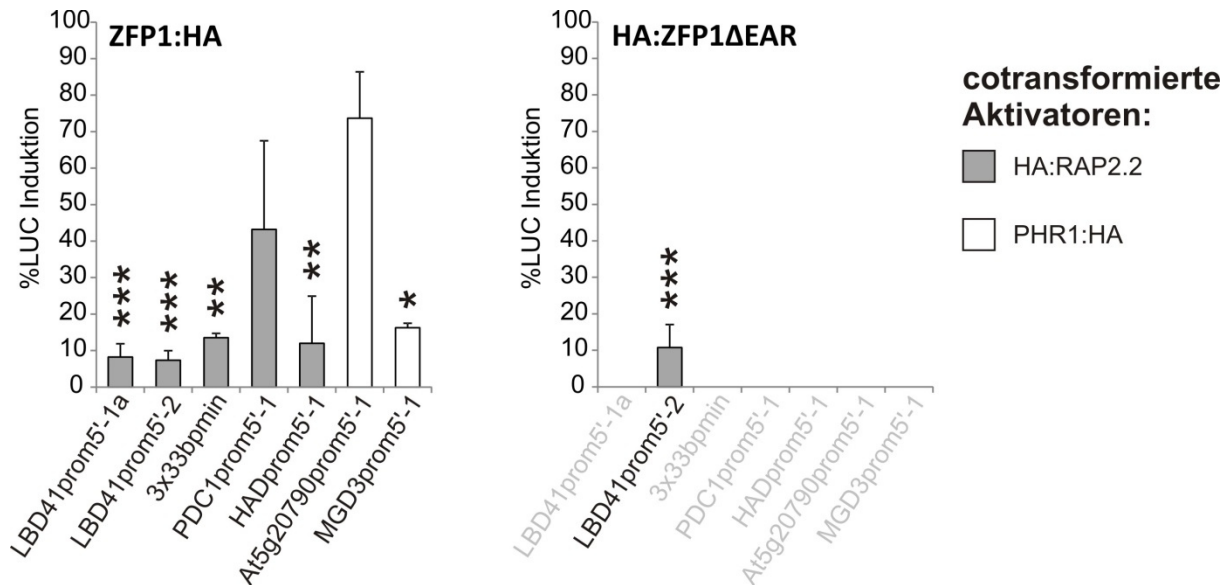 ZFP1:HA
%LUC Induktion
100
90
80
70
60
50
40
30
20
10
0
***
***
**
**
*
LBD41prom5'-1a
LBD41prom5'-2
3x33bpmin
PDC1prom5'-1
HADprom5'-1
At5g20790prom5'-1
MGD3prom5'-1
HA:ZFP1ΔEAR
%LUC Induktion
100
90
80
70
60
50
40
30
20
10
0
***
LBD41prom5'-1a
LBD41prom5'-2
3x33bpmin
PDC1prom5'-1
HADprom5'-1
At5g20790prom5'-1
MGD3prom5'-1
cotransformierte
Aktivatoren:
HA:RAP2.2
PHR1:HA